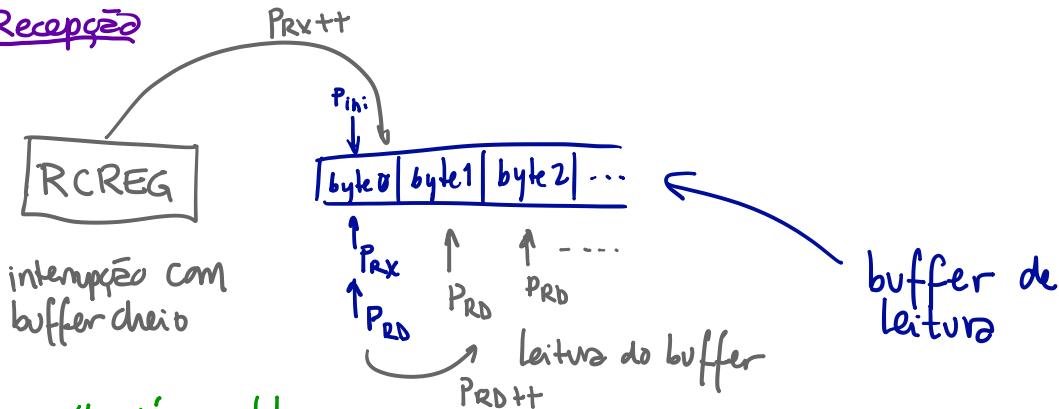 Recepção
PRX++
Pini
RCREG
byte0 byte1 byte2 ...
PRX
PRD
PRD
PRD
....
interrupção com
buffer cheio
buffer de
leitura
leitura do buffer
PRD++